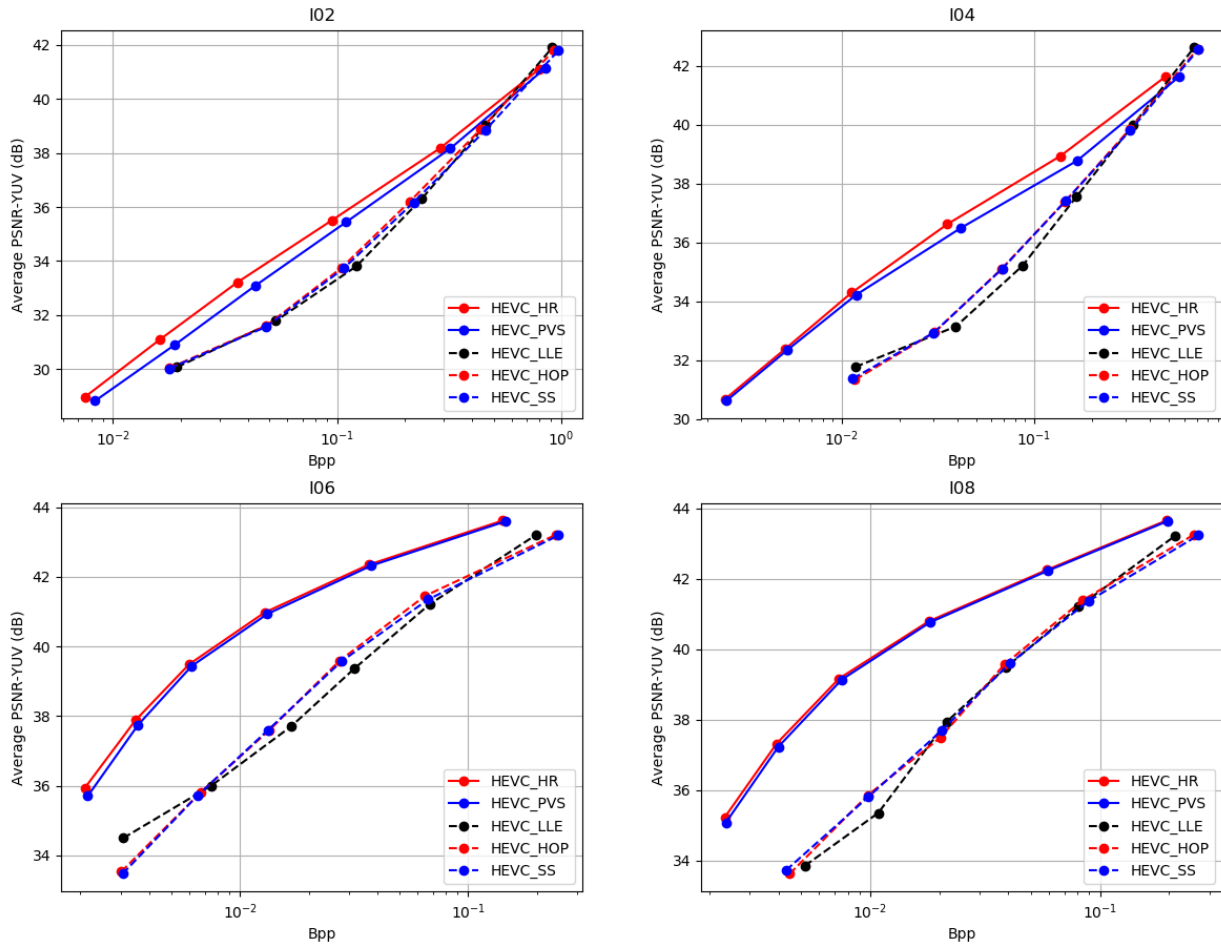 I02
Average PSNR-YUV (dB)
42
40
38
36
34
32
30
HEVC_HR
HEVC_PVS
HEVC_LLE
HEVC_HOP
HEVC_SS
10⁻²
10⁻¹
10⁰
Bpp
I04
Average PSNR-YUV (dB)
42
40
38
36
34
32
30
HEVC_HR
HEVC_PVS
HEVC_LLE
HEVC_HOP
HEVC_SS
10⁻²
10⁻¹
Bpp
I06
Average PSNR-YUV (dB)
44
42
40
38
36
34
HEVC_HR
HEVC_PVS
HEVC_LLE
HEVC_HOP
HEVC_SS
10⁻²
10⁻¹
Bpp
I08
Average PSNR-YUV (dB)
44
42
40
38
36
34
HEVC_HR
HEVC_PVS
HEVC_LLE
HEVC_HOP
HEVC_SS
10⁻²
10⁻¹
Bpp